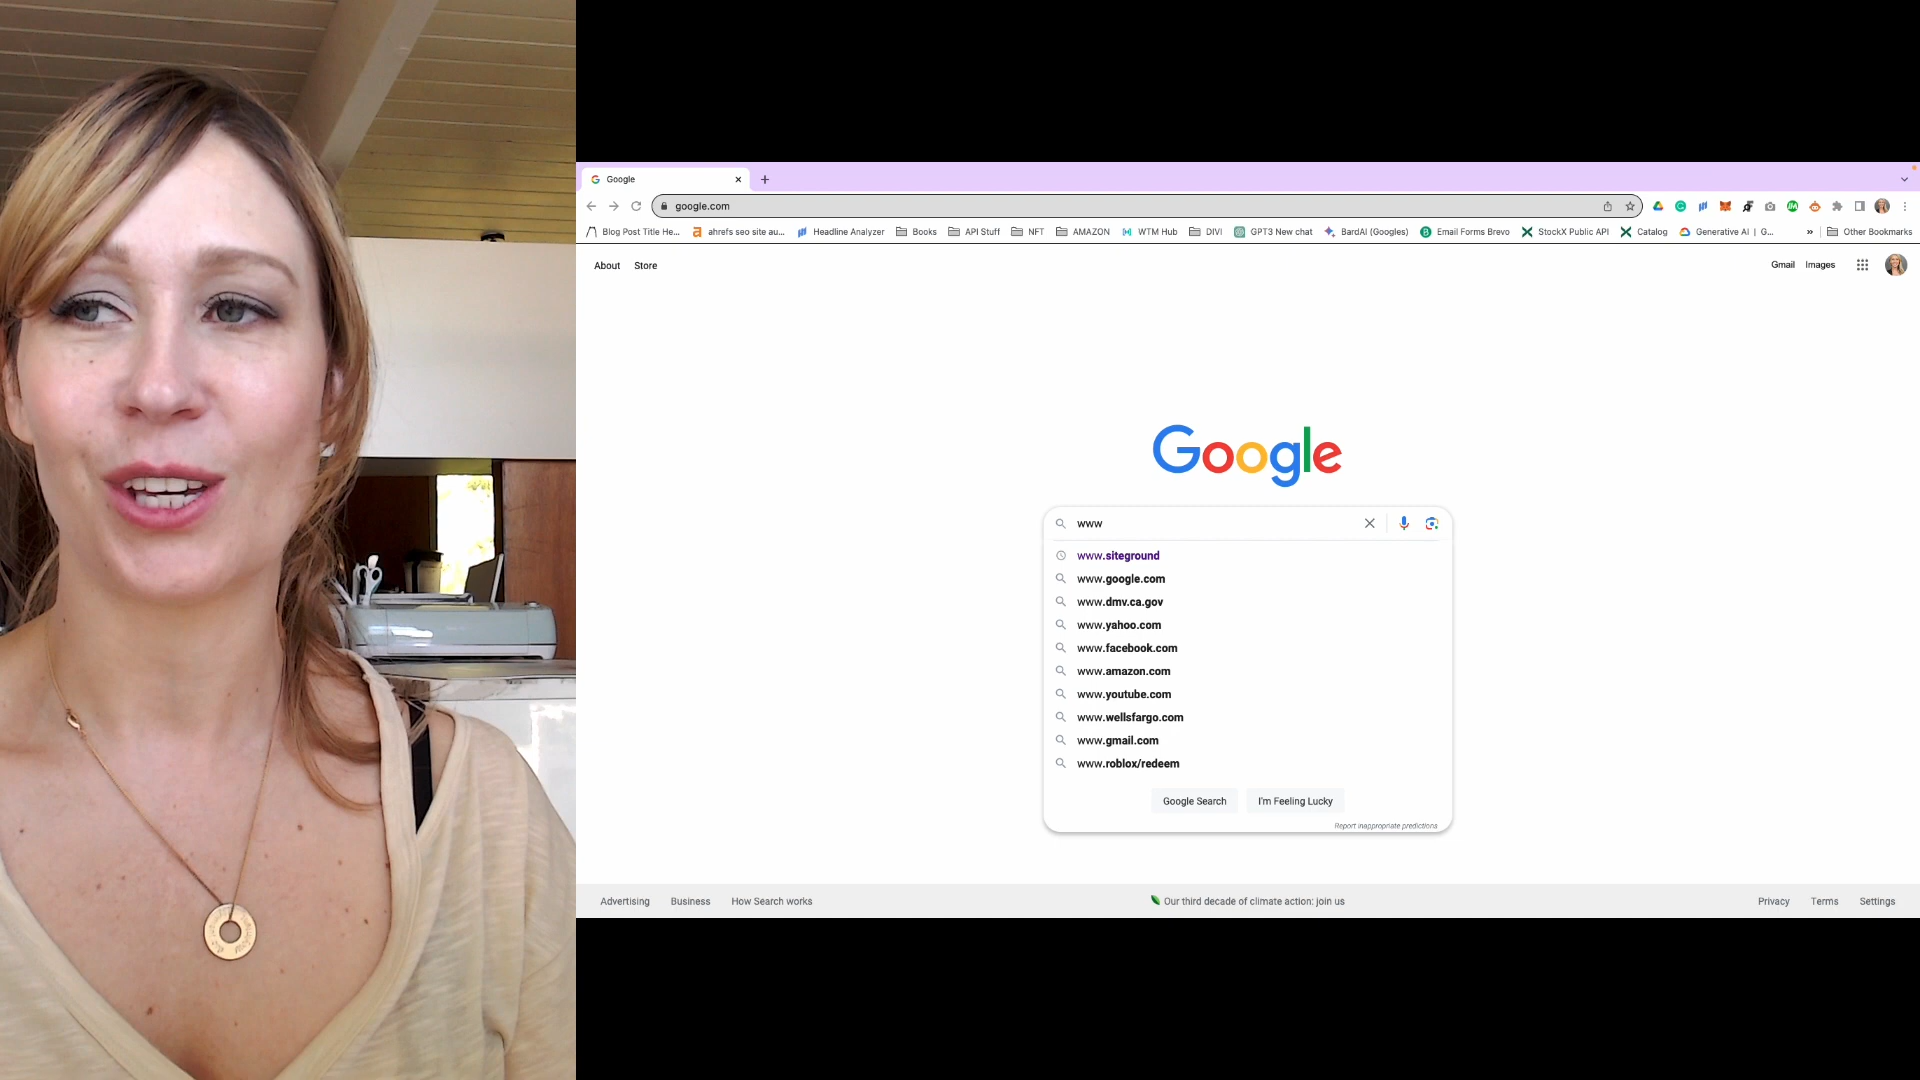 Google
google.com
Blog Post Title He... ahrefs seo site au... Headline Analyzer Books API Stuff NFT AMAZON WTM Hub DIVI GPT3 New chat BardAI (Googles) Email Forms Brevo StockX Public API Catalog Generative AI | G... » Other Bookmarks
About Store Gmail Images
Google
www
www.siteground
www.google.com
www.dmv.ca.gov
www.yahoo.com
www.facebook.com
www.amazon.com
www.youtube.com
www.wellsfargo.com
www.gmail.com
www.roblox/redeem
Google Search I'm Feeling Lucky
Report inappropriate predictions
Advertising Business How Search works Our third decade of climate action: join us Privacy Terms Settings